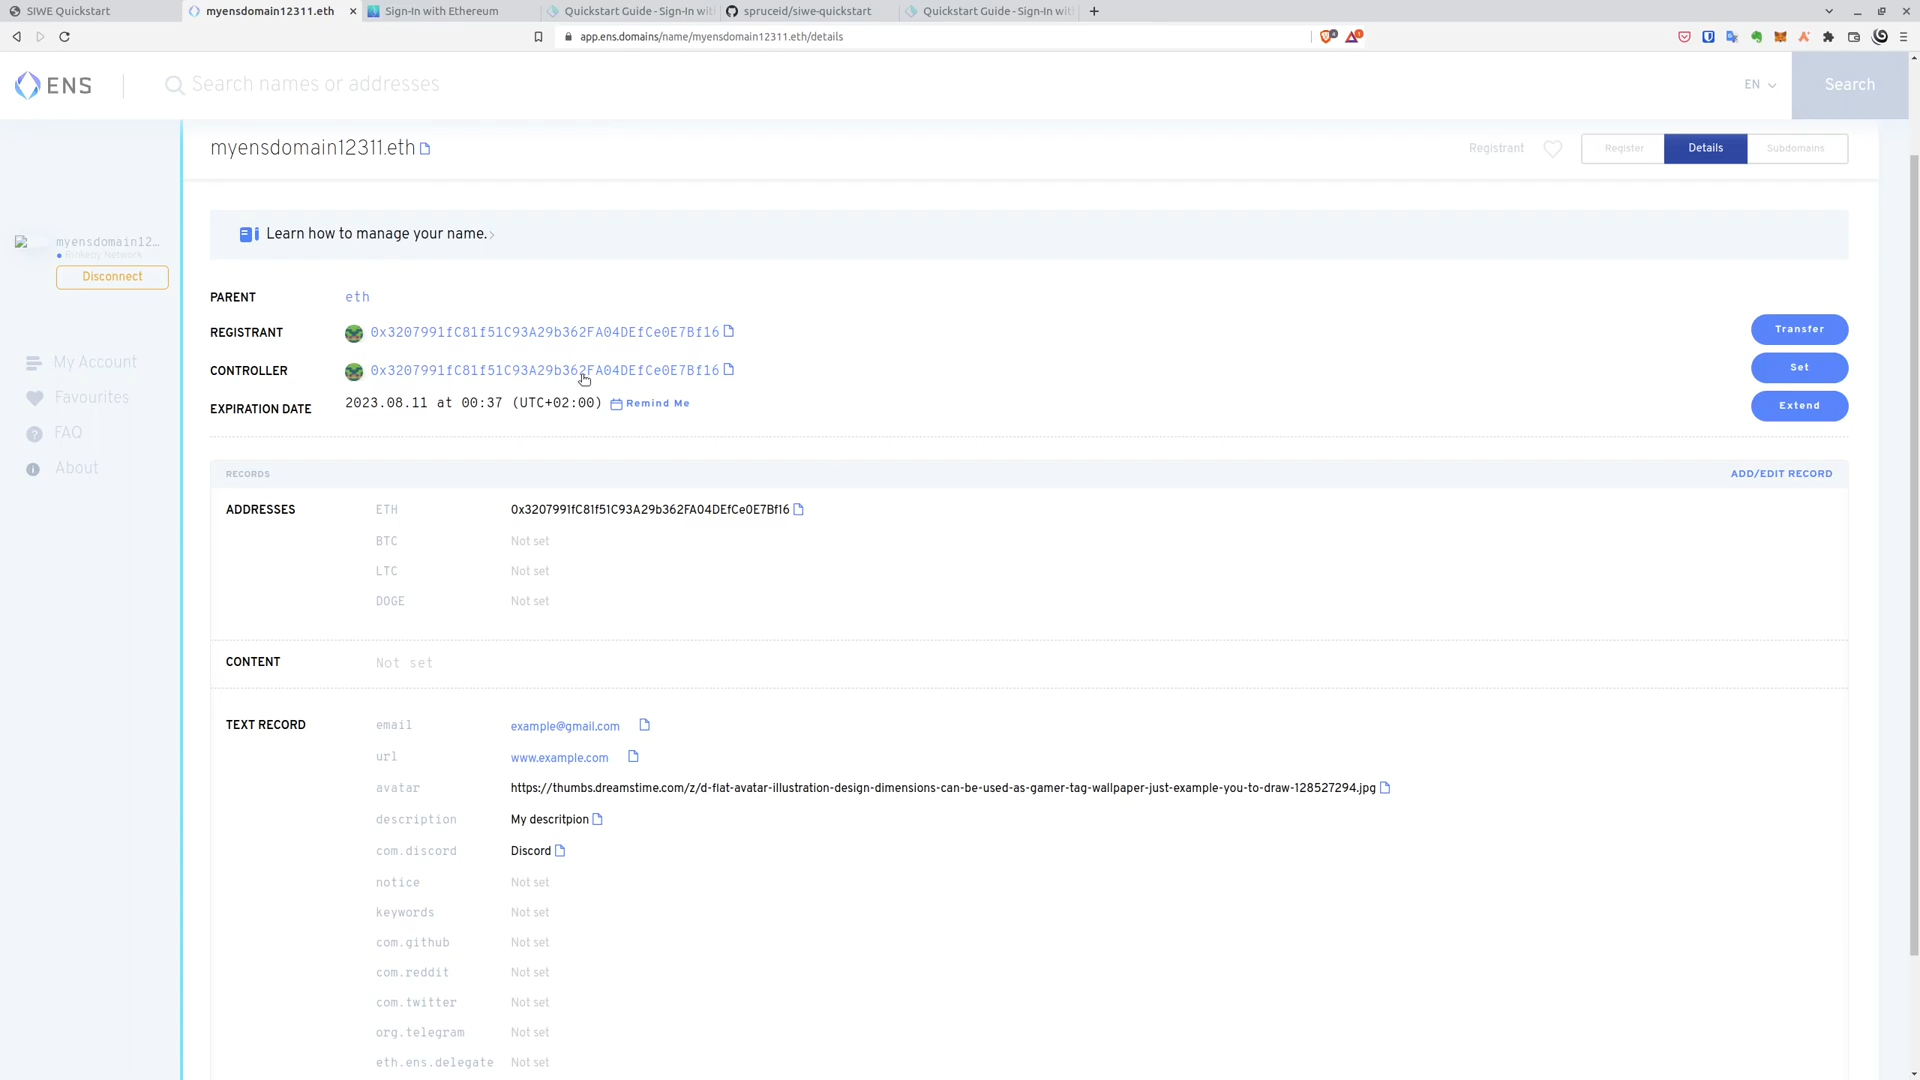 SIWE Quickstart
myensdomain12311.eth
Sign-In with Ethereum
Quickstart Guide - Sign-In wit
spruceid/siwe-quickstart
Quickstart Guide - Sign-In wit
app.ens.domains/name/myensdomain12311.eth/details
ENS
Search names or addresses
EN
Search
myensdomain12311.eth
Registrant
Register
Details
Subdomains
Learn how to manage your name.
myensdomain12...
Rinkeby Network
Disconnect
PARENT eth
REGISTRANT 0x3207991fC81f51C93A29b362FA04DEfCe0E7Bf16
Transfer
CONTROLLER 0x3207991fC81f51C93A29b362FA04DEfCe0E7Bf16
Set
EXPIRATION DATE 2023.08.11 at 00:37 (UTC+02:00) Remind Me
Extend
My Account
Favourites
FAQ
About
RECORDS
ADD/EDIT RECORD
ADDRESSES ETH 0x3207991fC81f51C93A29b362FA04DEfCe0E7Bf16
BTC Not set
LTC Not set
DOGE Not set
CONTENT Not set
TEXT RECORD email example@gmail.com
url www.example.com
avatar https://thumbs.dreamstime.com/z/d-flat-avatar-illustration-design-dimensions-can-be-used-as-gamer-tag-wallpaper-just-example-you-to-draw-128527294.jpg
description My descritpion
com.discord Discord
notice Not set
keywords Not set
com.github Not set
com.reddit Not set
com.twitter Not set
org.telegram Not set
eth.ens.delegate Not set